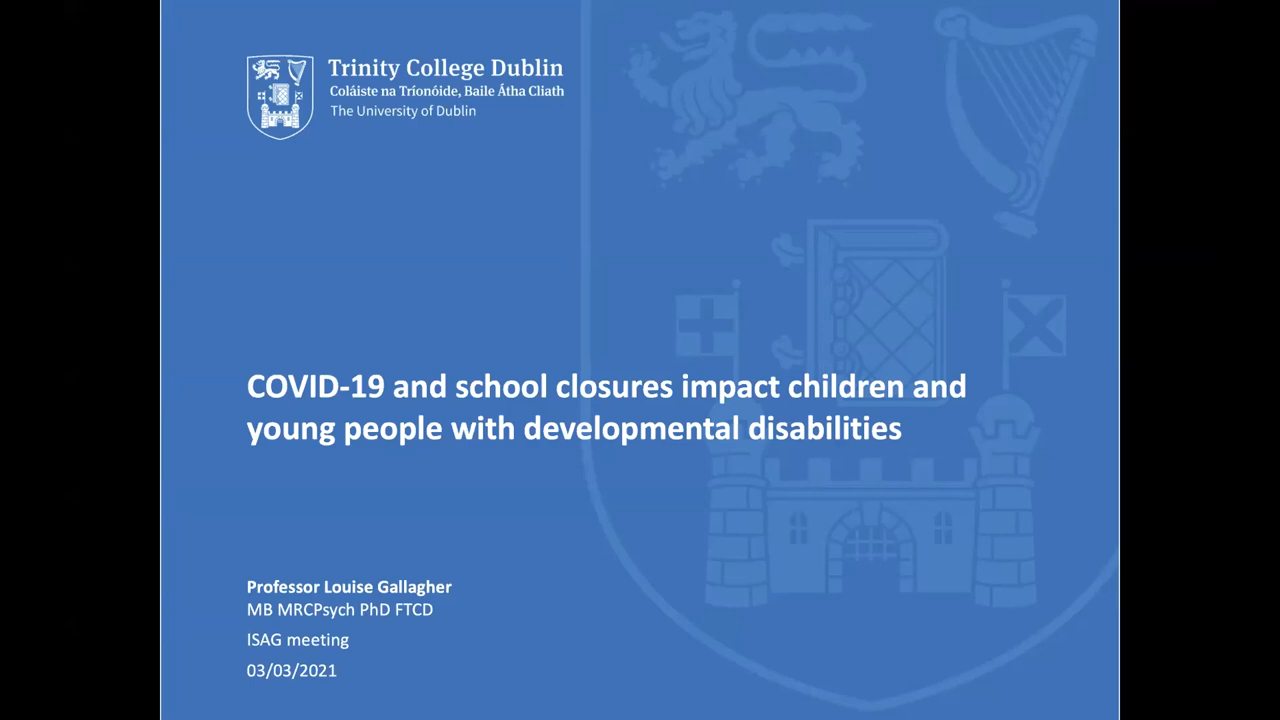 Trinity College Dublin
Coláiste na Tríonóide, Baile Átha Cliath
The University of Dublin
COVID-19 and school closures impact children and
young people with developmental disabilities
Professor Louise Gallagher
MB MRCPsych PhD FTCD
ISAG meeting
03/03/2021